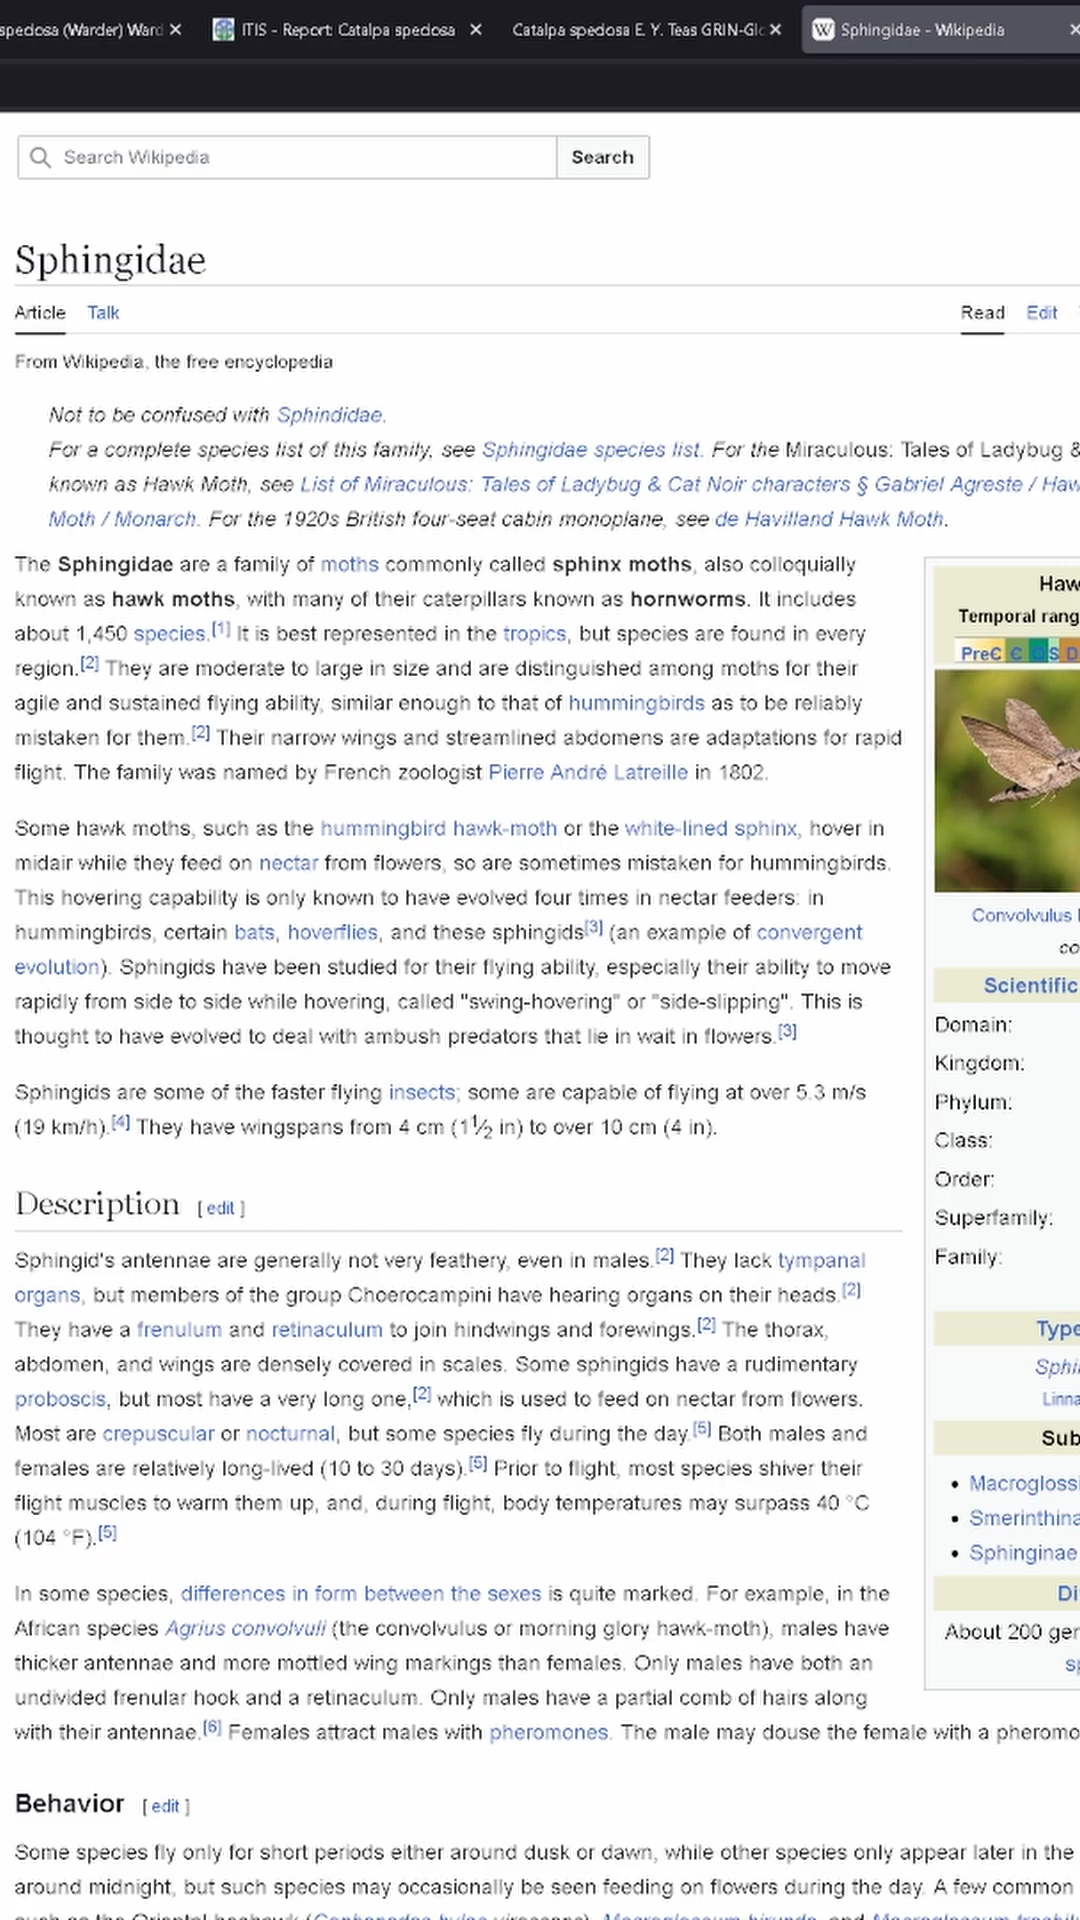 speciosa (Warder) Ward
ITIS - Report: Catalpa speciosa
Catalpa speciosa E. Y. Teas GRIN-Glo
Sphingidae - Wikipedia
Search Wikipedia
Search
Sphingidae
Article Talk
Read Edit
From Wikipedia, the free encyclopedia
Not to be confused with Sphindidae.
For a complete species list of this family, see Sphingidae species list. For the Miraculous: Tales of Ladybug &
known as Hawk Moth, see List of Miraculous: Tales of Ladybug & Cat Noir characters § Gabriel Agreste / Haw
Moth / Monarch. For the 1920s British four-seat cabin monoplane, see de Havilland Hawk Moth.
The Sphingidae are a family of moths commonly called sphinx moths, also colloquially
known as hawk moths, with many of their caterpillars known as hornworms. It includes
about 1,450 species.[1] It is best represented in the tropics, but species are found in every
region.[2] They are moderate to large in size and are distinguished among moths for their
agile and sustained flying ability, similar enough to that of hummingbirds as to be reliably
mistaken for them.[2] Their narrow wings and streamlined abdomens are adaptations for rapid
flight. The family was named by French zoologist Pierre André Latreille in 1802.
Some hawk moths, such as the hummingbird hawk-moth or the white-lined sphinx, hover in
midair while they feed on nectar from flowers, so are sometimes mistaken for hummingbirds.
This hovering capability is only known to have evolved four times in nectar feeders: in
hummingbirds, certain bats, hoverflies, and these sphingids[3] (an example of convergent
evolution). Sphingids have been studied for their flying ability, especially their ability to move
rapidly from side to side while hovering, called "swing-hovering" or "side-slipping". This is
thought to have evolved to deal with ambush predators that lie in wait in flowers.[3]
Sphingids are some of the faster flying insects; some are capable of flying at over 5.3 m/s
(19 km/h).[4] They have wingspans from 4 cm (1½ in) to over 10 cm (4 in).
Description [ edit ]
Sphingid's antennae are generally not very feathery, even in males.[2] They lack tympanal
organs, but members of the group Choerocampini have hearing organs on their heads.[2]
They have a frenulum and retinaculum to join hindwings and forewings.[2] The thorax,
abdomen, and wings are densely covered in scales. Some sphingids have a rudimentary
proboscis, but most have a very long one,[2] which is used to feed on nectar from flowers.
Most are crepuscular or nocturnal, but some species fly during the day.[5] Both males and
females are relatively long-lived (10 to 30 days).[5] Prior to flight, most species shiver their
flight muscles to warm them up, and, during flight, body temperatures may surpass 40 °C
(104 °F).[5]
In some species, differences in form between the sexes is quite marked. For example, in the
African species Agrius convolvuli (the convolvulus or morning glory hawk-moth), males have
thicker antennae and more mottled wing markings than females. Only males have both an
undivided frenular hook and a retinaculum. Only males have a partial comb of hairs along
with their antennae.[6] Females attract males with pheromones. The male may douse the female with a pheromo
Behavior [ edit ]
Some species fly only for short periods either around dusk or dawn, while other species only appear later in the
around midnight, but such species may occasionally be seen feeding on flowers during the day. A few common
Haw
Temporal rang
PreꞒ Ꞓ O S D
Convolvulus
co
Scientific
Domain:
Kingdom:
Phylum:
Class:
Order:
Superfamily:
Family:
Type
Sphi
Linna
Sub
• Macroglossi
• Smerinthina
• Sphinginae
Di
About 200 gen
sp